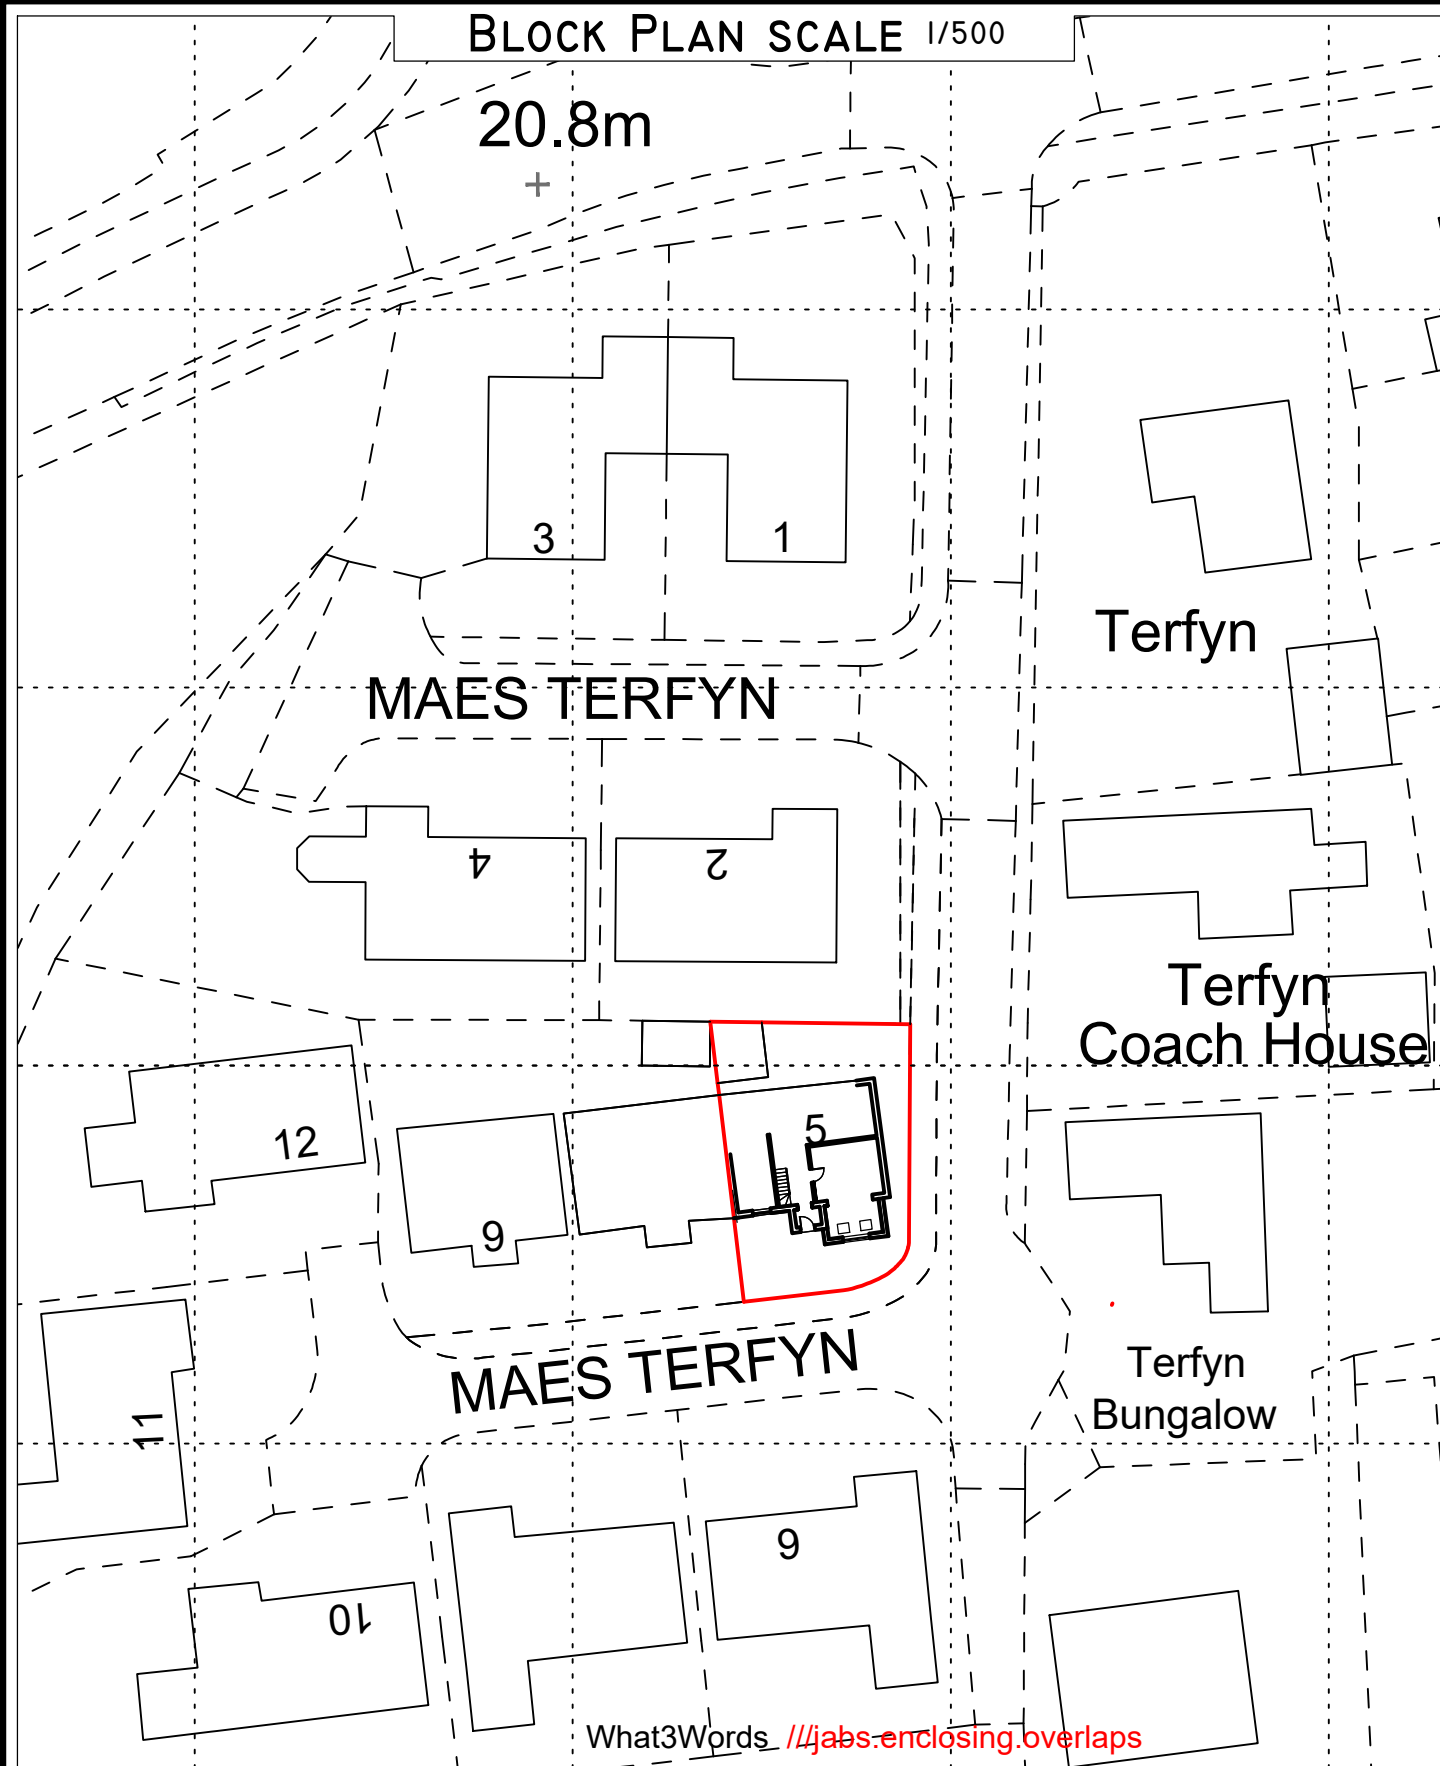 BLOCK PLAN SCALE 1/500
20.8m
3
1
Terfyn
MAES TERFYN
4
2
Terfyn
Coach House
5
12
9
MAES TERFYN
Terfyn
Bungalow
11
6
10
What3Words ///jabs.enclosing.overlaps